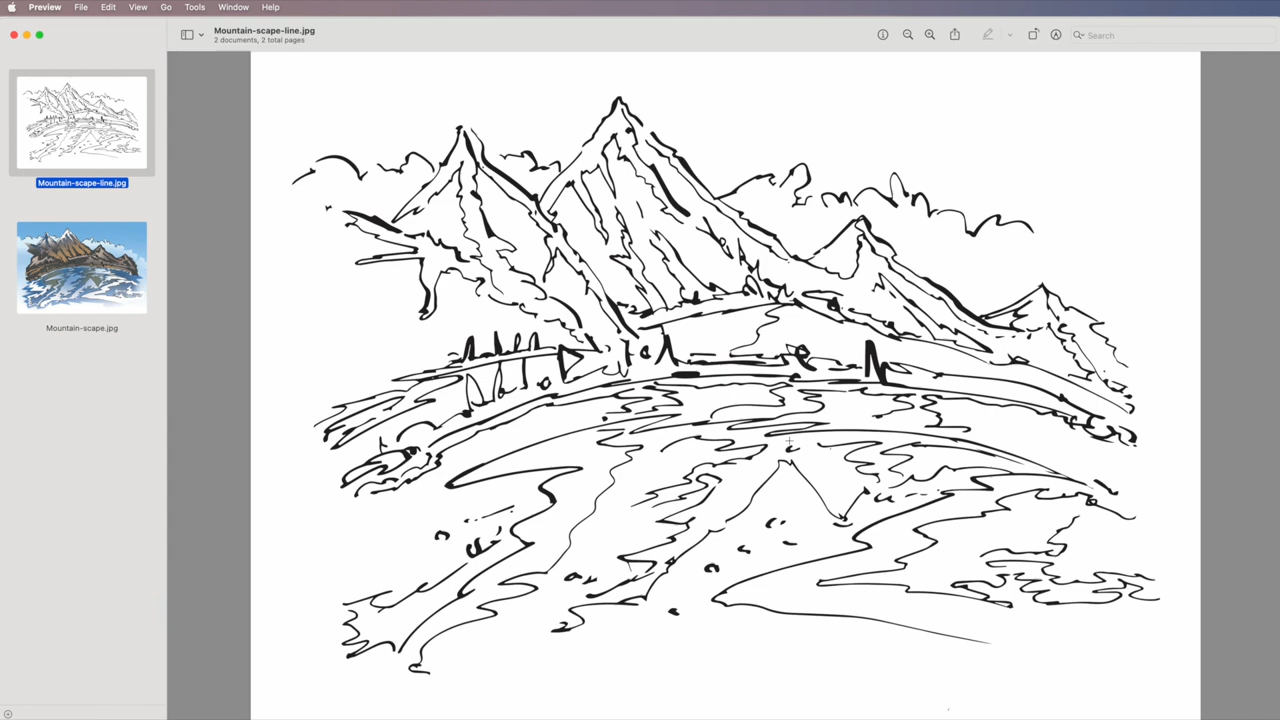 Preview File Edit View Go Tools Window Help
Mountain-scape-line.jpg
2 documents, 2 total pages
Search
Mountain-scape-line.jpg
Mountain-scape.jpg